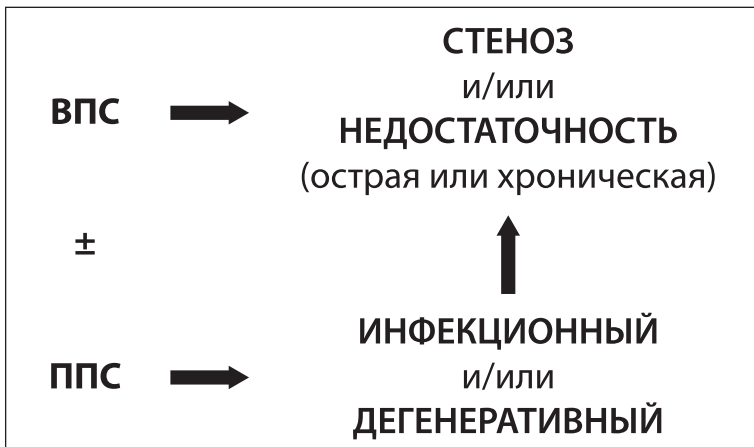 СТЕНОЗ
и/или
ВПС
НЕДОСТАТОЧНОСТЬ
(острая или хроническая)
±
ИНФЕКЦИОННЫЙ
ППС
и/или
ДЕГЕНЕРАТИВНЫЙ